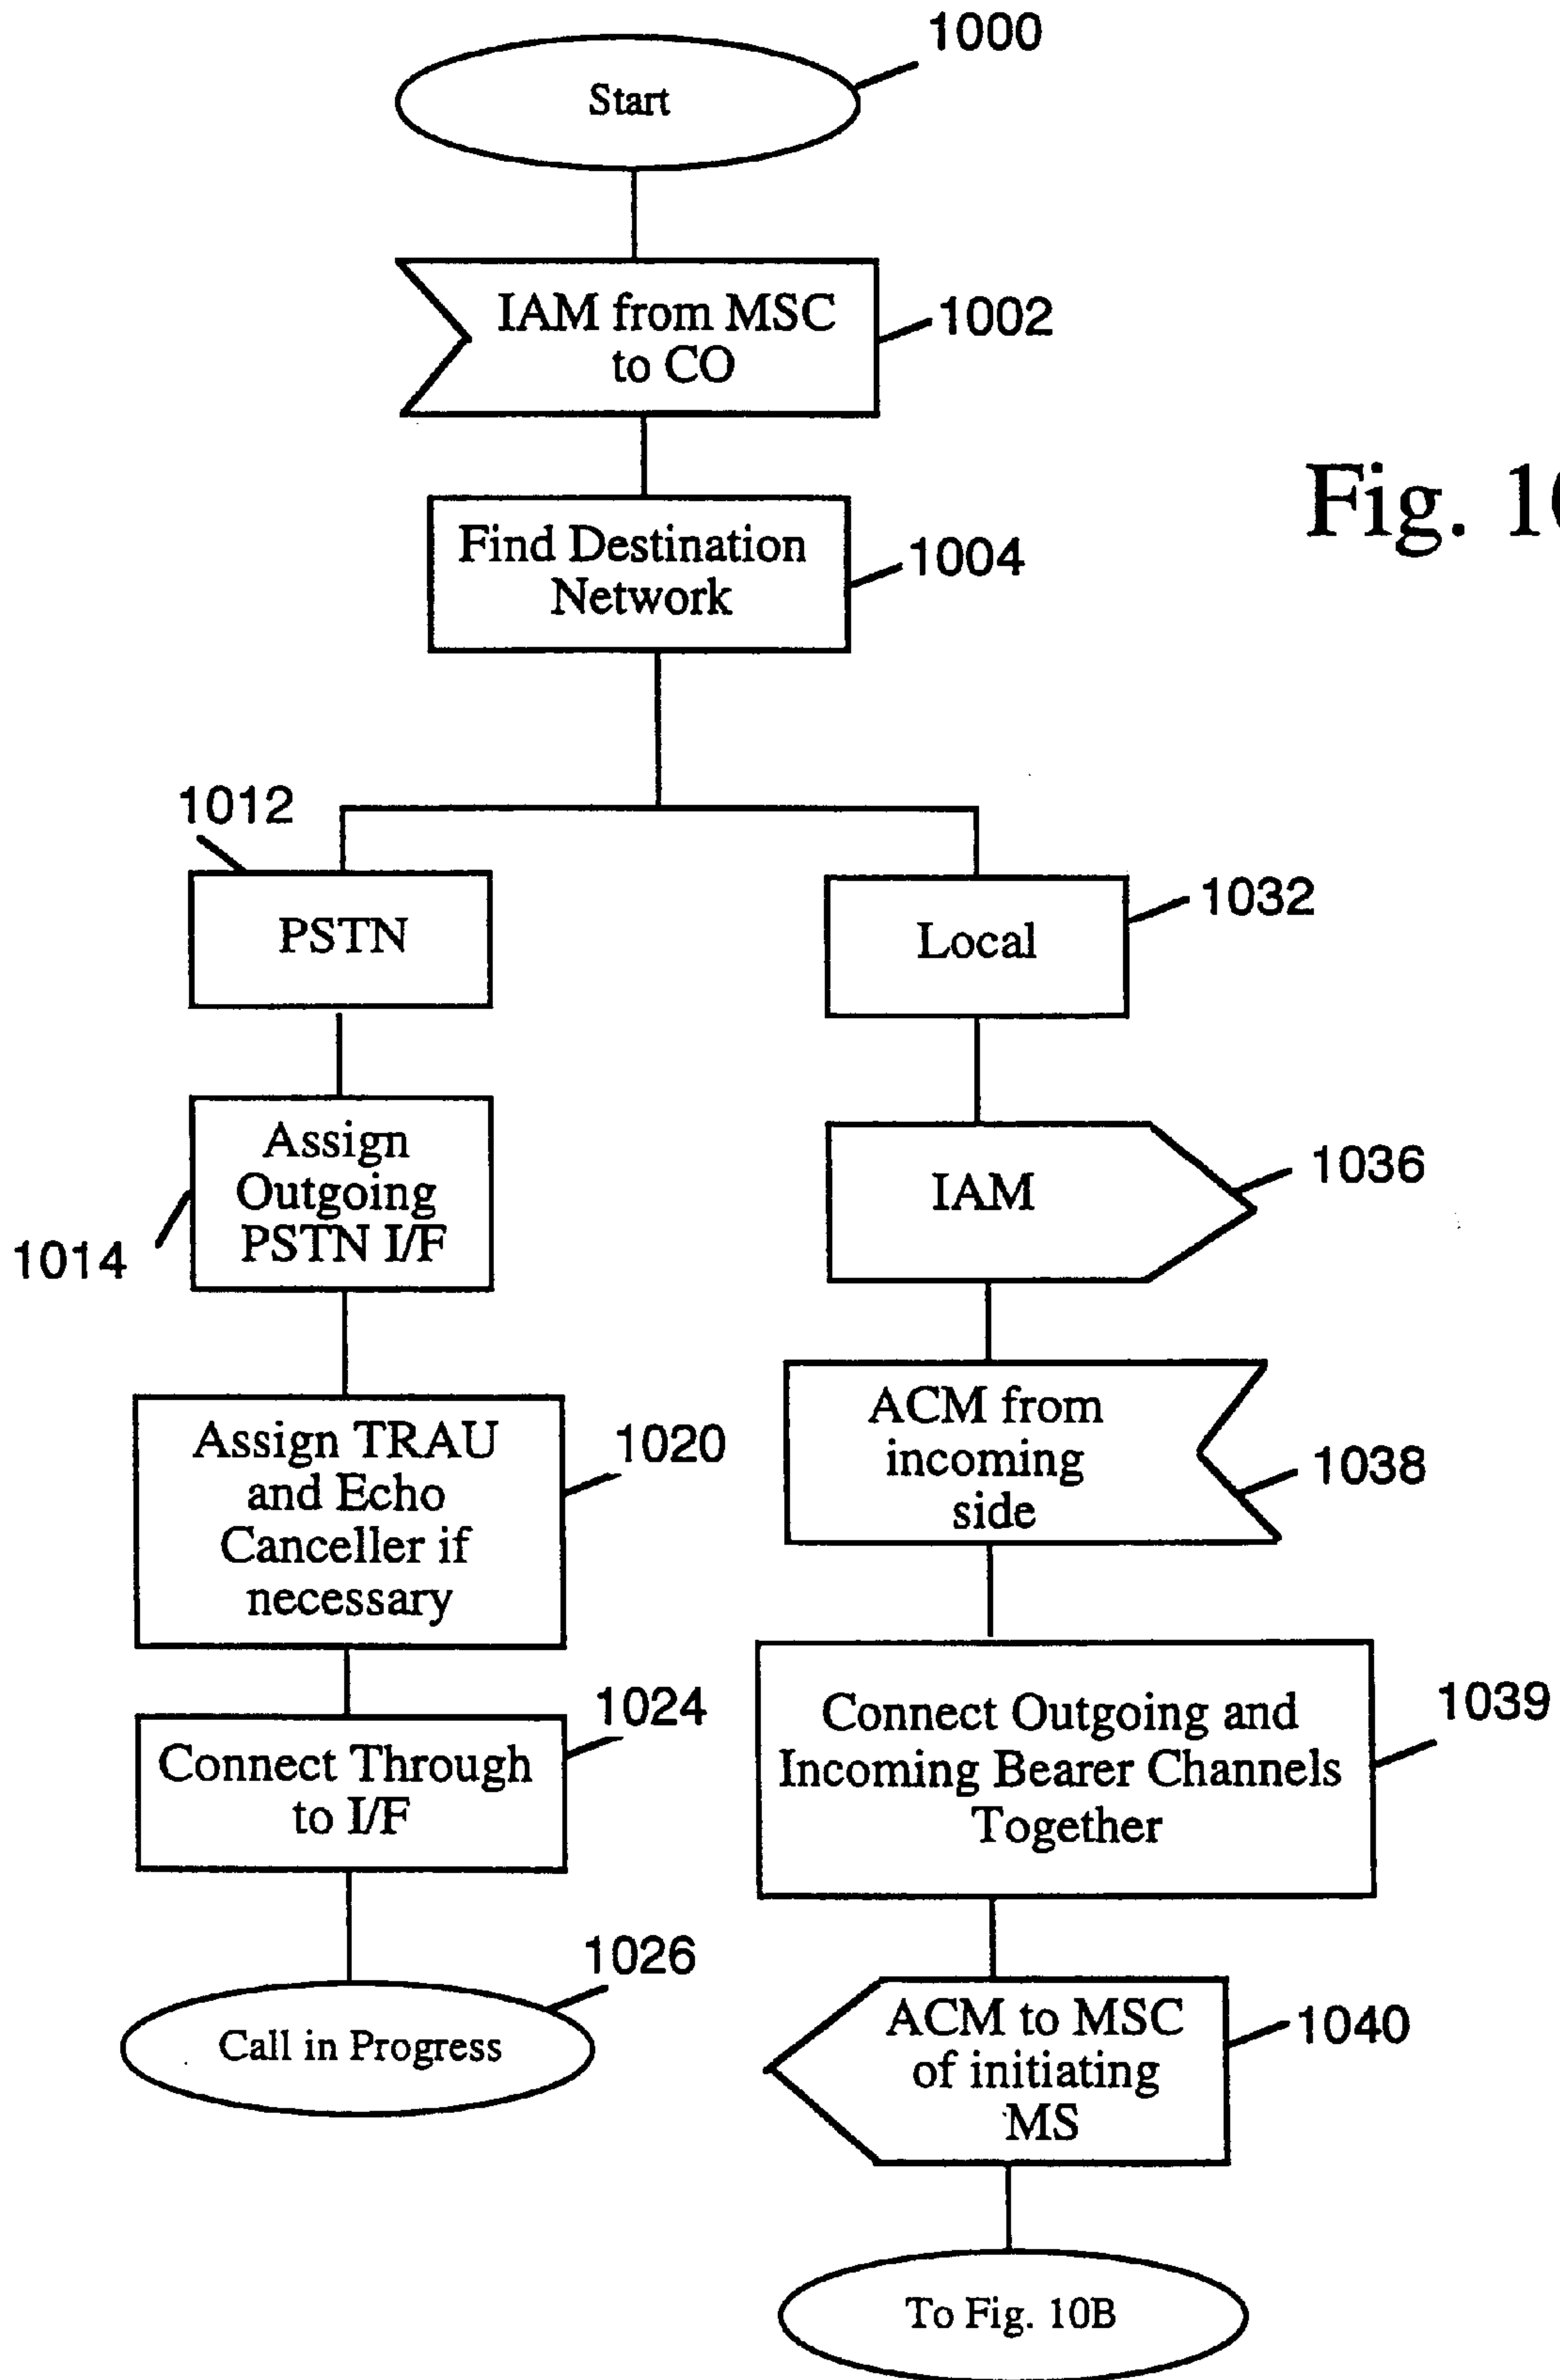 1000
Start
IAM from MSC
to CO
1002
Fig. 10
Find Destination
Network
1004
1012
PSTN
Local
1032
Assign
Outgoing
PSTN I/F
1014
IAM
1036
Assign TRAU
and Echo
Canceller if
necessary
1020
ACM from
incoming
side
1038
Connect Through
to I/F
1024
Connect Outgoing and
Incoming Bearer Channels
Together
1039
1026
Call in Progress
ACM to MSC
of initiating
MS
1040
To Fig. 10B